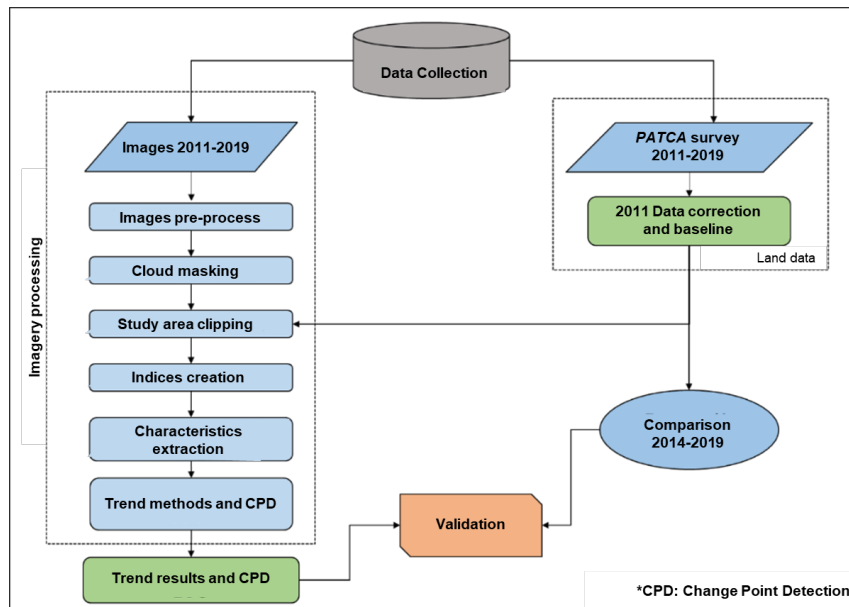 Data Collection
Images 2011-2019
Images pre-process
Cloud masking
Study area clipping
Indices creation
Characteristics
extraction
Trend methods and CPD
Trend results and CPD
Imagery processing
PATCA survey
2011-2019
2011 Data correction
and baseline
Land data
Comparison
2014-2019
Validation
*CPD: Change Point Detection